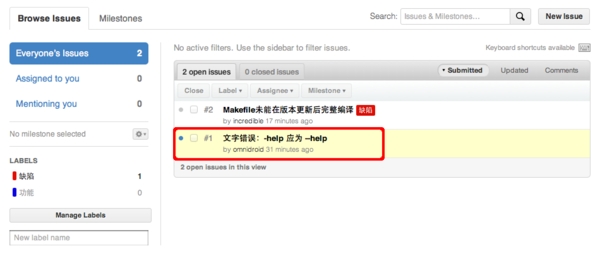 Browse Issues Milestones Search: Issues & Milestones... New Issue
Everyone's Issues 2
Assigned to you 0
Mentioning you 0
No milestone selected
LABELS
缺陷 1
功能 0
Manage Labels
New label name
No active filters. Use the sidebar to filter issues. Keyboard shortcuts available
2 open issues 0 closed issues Submitted Updated Comments
Close Label Assignee Milestone
#2 Makefile未能在版本更新后完整编译 缺陷
by incredible 17 minutes ago
#1 文字错误：-help 应为 --help
by omnidroid 31 minutes ago
2 open issues in this view